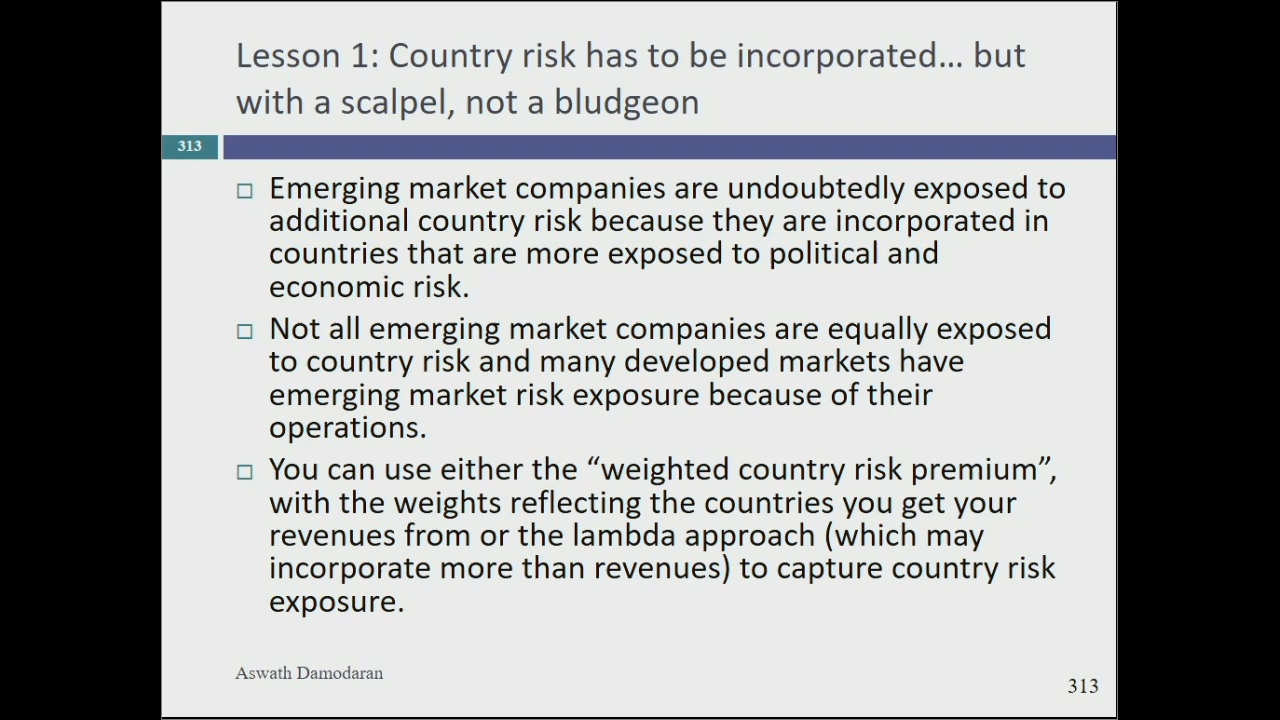 Lesson 1: Country risk has to be incorporated… but
with a scalpel, not a bludgeon
313
Emerging market companies are undoubtedly exposed to
additional country risk because they are incorporated in
countries that are more exposed to political and
economic risk.
Not all emerging market companies are equally exposed
to country risk and many developed markets have
emerging market risk exposure because of their
operations.
You can use either the “weighted country risk premium”,
with the weights reflecting the countries you get your
revenues from or the lambda approach (which may
incorporate more than revenues) to capture country risk
exposure.
Aswath Damodaran
313